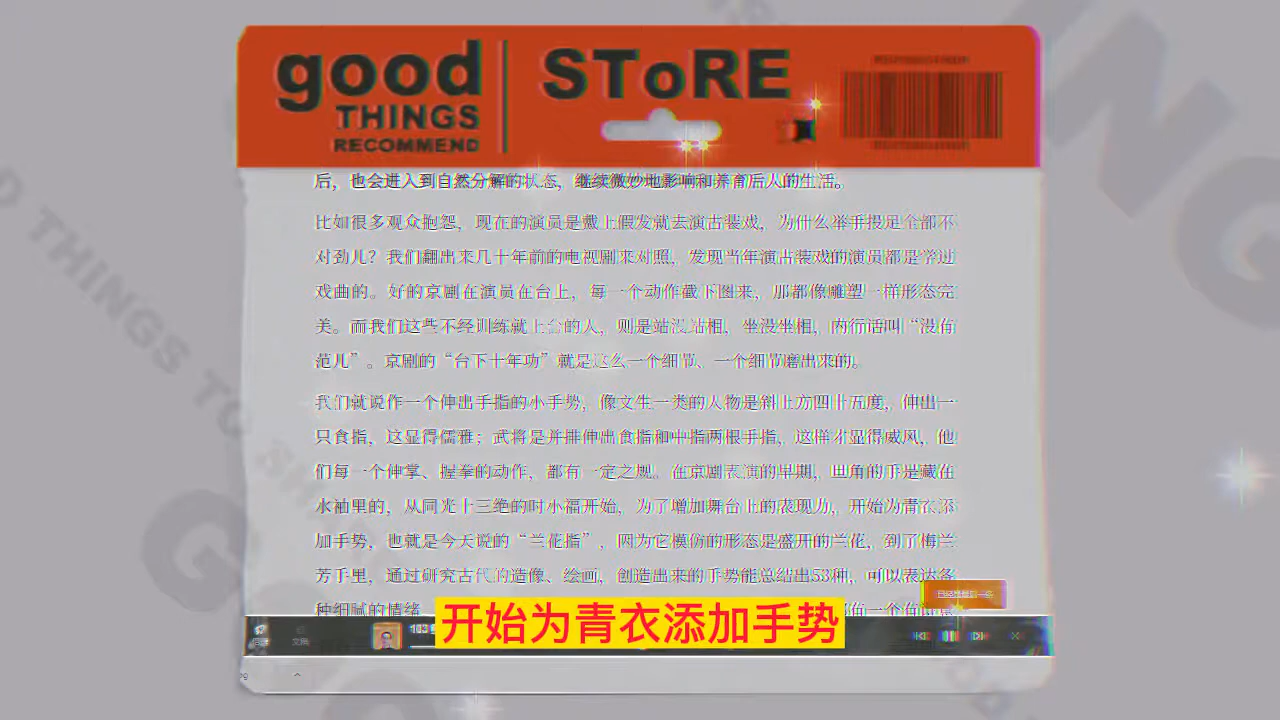 good
THINGS
RECOMMEND
SToRE
后，也会进入到自然分解的状态，继续微妙地影响和养育后人的生活。
比如很多观众抱怨，现在的演员是戴上假发就去演古装戏，为什么举手投足全部不
对劲儿？我们翻出来几十年前的电视剧来对照，发现当年演古装戏的演员都是学过
戏曲的。好的京剧在演员在台上，每一个动作截下图来，那都像雕塑一样形态完
美。而我们这些不经训练就上台的人，则是站没站相，坐没坐相，内行话叫“没有
范儿”。京剧的“台下十年功”就是这么一个细节、一个细节磨出来的。
我们就说作一个伸出手指的小手势，像文生一类的人物是斜上方四十五度，伸出一
只食指，这显得儒雅；武将是并排伸出食指和中指两根手指，这样才显得威风，他
们每一个伸掌、握拳的动作，都有一定之规。在京剧表演的早期，旦角的手是藏在
水袖里的，从同光十三绝的时小福开始，为了增加舞台上的表现力，开始为青衣添
加手势，也就是今天说的“兰花指”，因为它模仿的形态是盛开的兰花，到了梅兰
芳手里，通过研究古代的造像、绘画，创造出来的手势能总结出53种，可以表达各
种细腻的情绪
开始为青衣添加手势
文稿